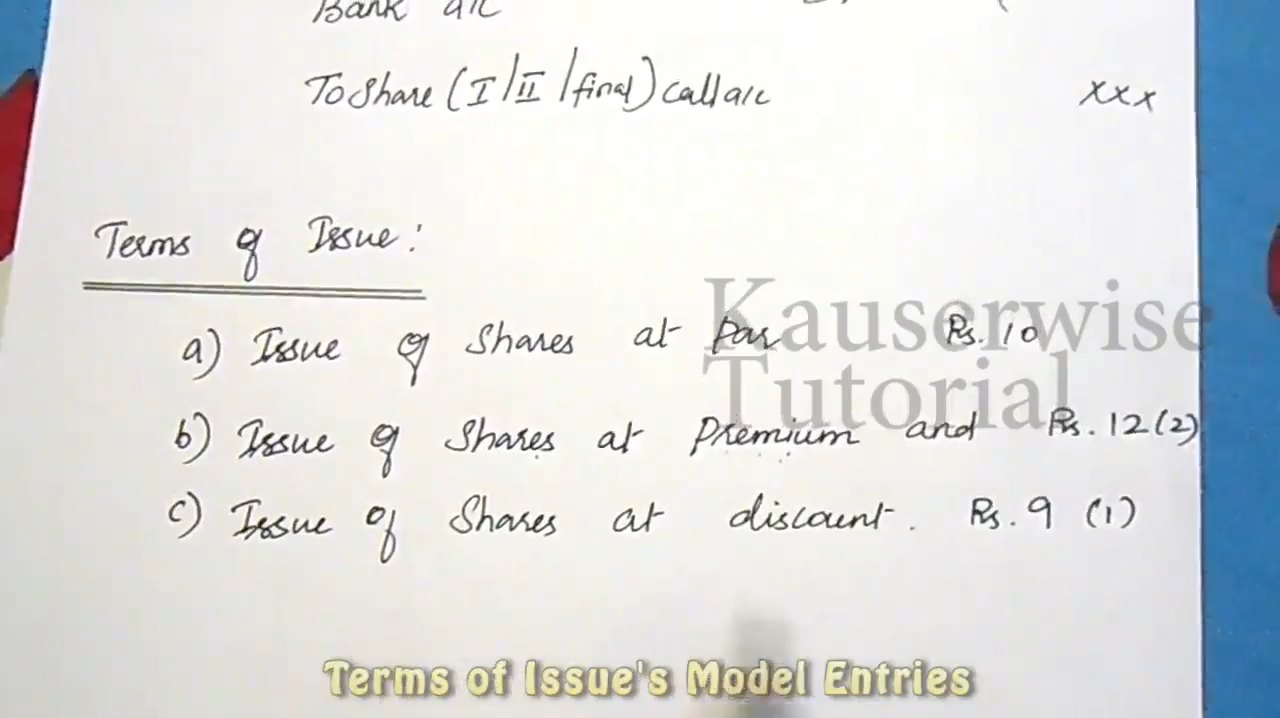 Bank a/c
To Share (I/II/final) call a/c xxx
Terms of Issue:
a) Issue of Shares at par Rs. 10
b) Issue of Shares at Premium and Rs. 12 (2)
c) Issue of Shares at discount. Rs. 9 (1)
Kauserwise
Tutorial
Terms of Issue's Model Entries